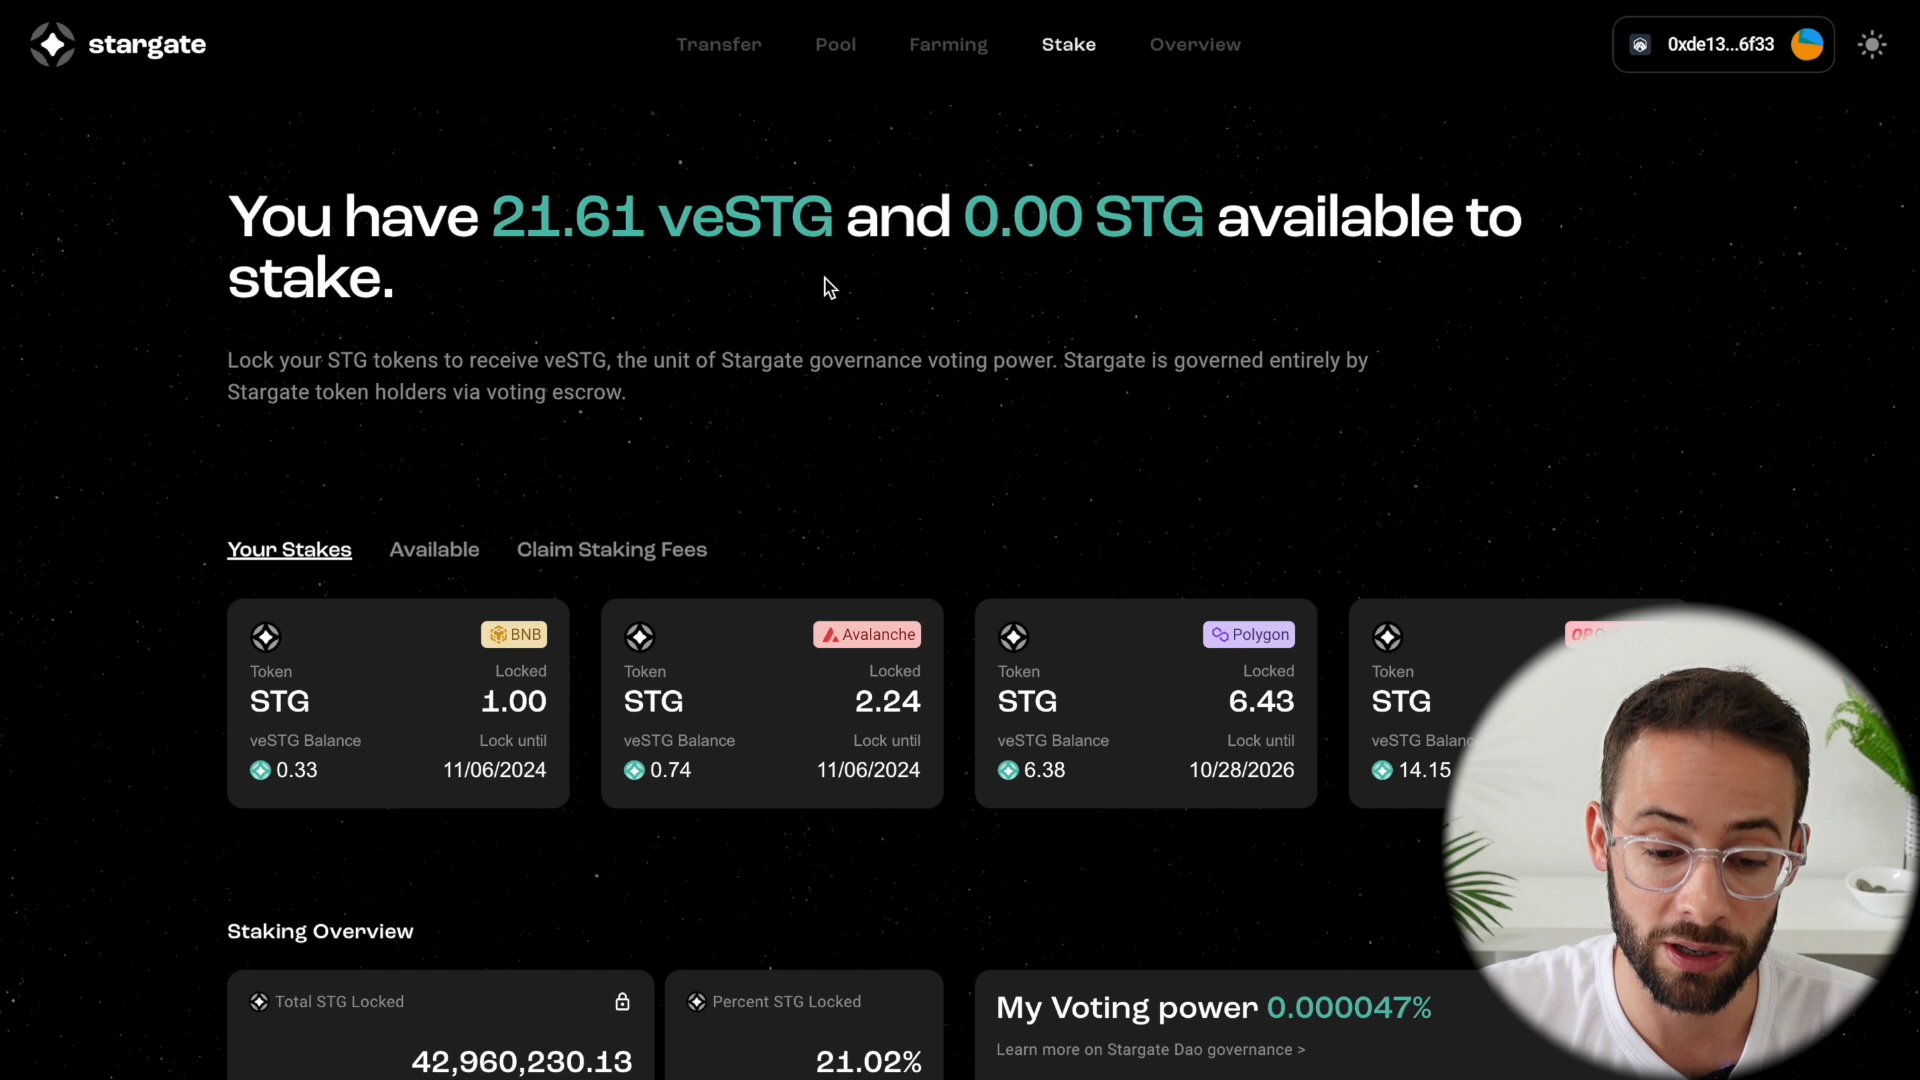 stargate
Transfer Pool Farming Stake Overview
0xde13...6f33
You have 21.61 veSTG and 0.00 STG available to
stake.
Lock your STG tokens to receive veSTG, the unit of Stargate governance voting power. Stargate is governed entirely by
Stargate token holders via voting escrow.
Your Stakes Available Claim Staking Fees
BNB
Token Locked
STG 1.00
veSTG Balance Lock until
0.33 11/06/2024
Avalanche
Token Locked
STG 2.24
veSTG Balance Lock until
0.74 11/06/2024
Polygon
Token Locked
STG 6.43
veSTG Balance Lock until
6.38 10/28/2026
Token
STG
veSTG
14.15
Staking Overview
Total STG Locked
42,960,230.13
Percent STG Locked
21.02%
My Voting power 0.000047%
Learn more on Stargate Dao governance >